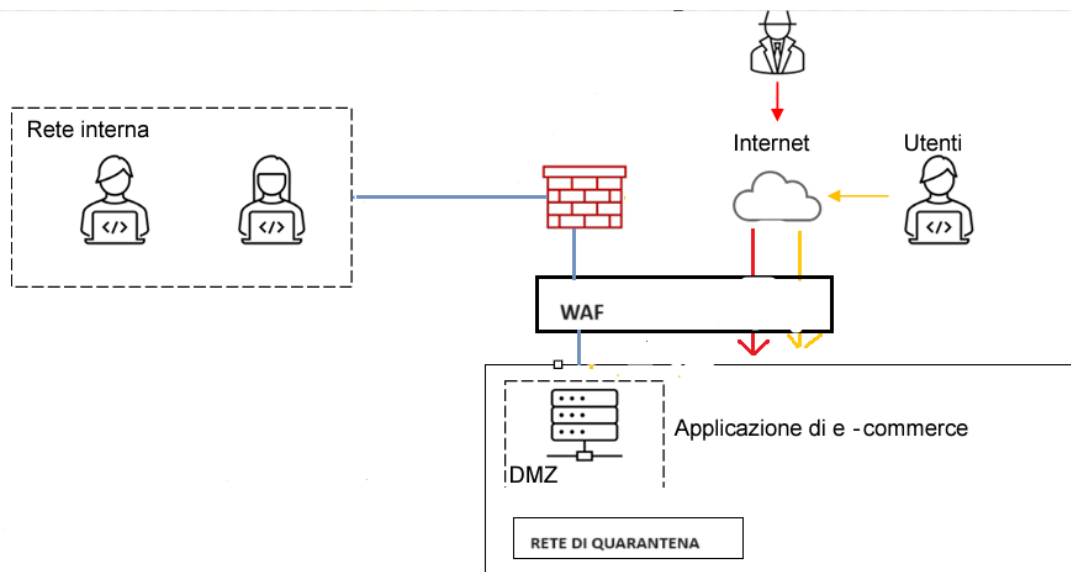 Rete interna
Internet
Utenti
</>
</>
</>
WAF
Applicazione di e -commerce
DMZ
RETE DI QUARANTENA